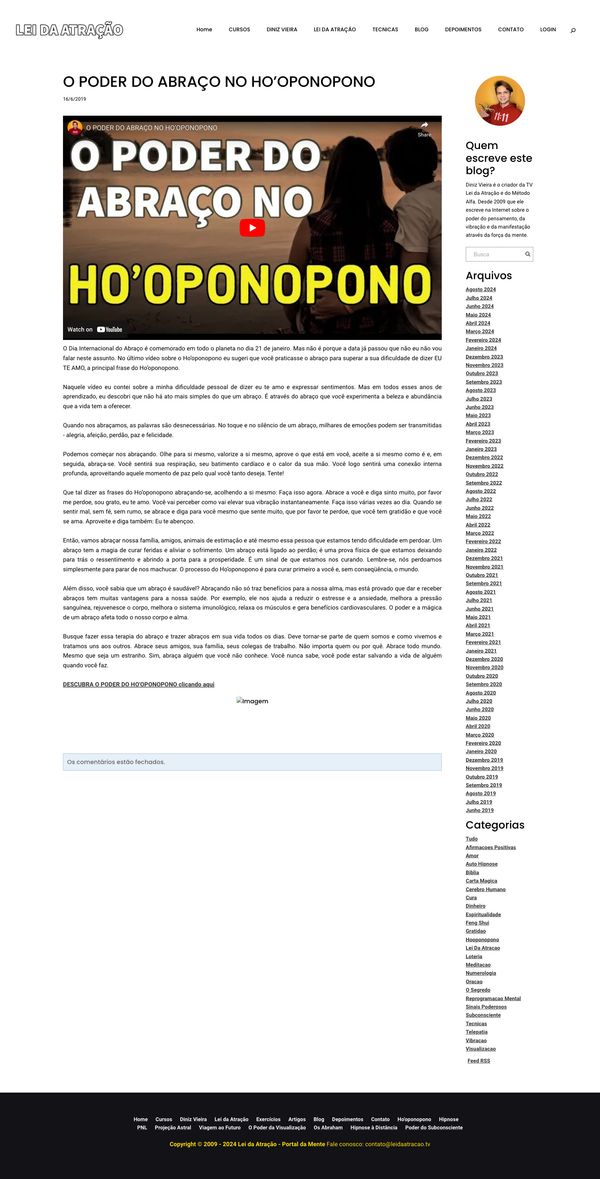 LEI DA ATRAÇÃO
Home CURSOS DINIZ VIEIRA LEI DA ATRAÇÃO TECNICAS BLOG DEPOIMENTOS CONTATO LOGIN
O PODER DO ABRAÇO NO HO’OPONOPONO
16/6/2019
O PODER DO ABRAÇO NO HO'OPONOPONO
Share
O PODER DO
ABRAÇO NO
HO’OPONOPONO
Watch on YouTube
O Dia Internacional do Abraço é comemorado em todo o planeta no dia 21 de janeiro. Mas não é porque a data já passou que eu não vou
falar neste assunto. No último vídeo sobre o Ho'oponopono eu sugeri que você praticasse o abraço para superar a sua dificuldade de dizer EU
TE AMO, a principal frase do Ho'oponopono.
Naquele vídeo eu contei sobre a minha dificuldade pessoal de dizer eu te amo e expressar sentimentos. Mas em todos esses anos de
aprendizado, eu descobri que não há ato mais simples do que um abraço. É através do abraço que você experimenta a beleza e abundância
que a vida tem a oferecer.
Quando nos abraçamos, as palavras são desnecessárias. No toque e no silêncio de um abraço, milhares de emoções podem ser transmitidas
- alegria, afeição, perdão, paz e felicidade.
Podemos começar nos abraçando. Olhe para si mesmo, valorize a si mesmo, aprove o que está em você, aceite a si mesmo como é e, em
seguida, abraça-se. Você sentirá sua respiração, seu batimento cardíaco e o calor da sua mão. Você logo sentirá uma conexão interna
profunda, aproveitando aquele momento de paz pelo qual você tanto deseja. Tente!
Que tal dizer as frases do Ho'oponopono abraçando-se, acolhendo a si mesmo: Faça isso agora. Abrace a você e diga sinto muito, por favor
me perdoe, sou grato, eu te amo. Você vai perceber como vai elevar sua vibração instantaneamente. Faça isso várias vezes ao dia. Quando se
sentir mal, sem fé, sem rumo, se abrace e diga para você mesmo que sente muito, que por favor te perdoe, que você tem gratidão e que você
se ama. Aproveite e diga também: Eu te abençoo.
Então, vamos abraçar nossa família, amigos, animais de estimação e até mesmo essa pessoa que estamos tendo dificuldade em perdoar. Um
abraço tem a magia de curar feridas e aliviar o sofrimento. Um abraço está ligado ao perdão; é uma prova física de que estamos deixando
para trás o ressentimento e abrindo a porta para a prosperidade. É um sinal de que estamos nos curando. Lembre-se, nós perdoamos
simplesmente para parar de nos machucar. O processo do Ho'oponopono é para curar primeiro a você e, sem conseqüência, o mundo.
Além disso, você sabia que um abraço é saudável!? Abraçando não só traz benefícios para a nossa alma, mas está provado que dar e receber
abraços tem muitas vantagens para a nossa saúde. Por exemplo, ele nos ajuda a reduzir o estresse e a ansiedade, melhora a pressão
sanguínea, rejuvenesce o corpo, melhora o sistema imunológico, relaxa os músculos e gera benefícios cardiovasculares. O poder e a mágica
de um abraço afeta todo o nosso corpo e alma.
Busque fazer essa terapia do abraço e trazer abraços em sua vida todos os dias. Deve tornar-se parte de quem somos e como vivemos e
tratamos uns aos outros. Abrace seus amigos, sua família, seus colegas de trabalho. Não importa quem ou por quê. Abrace todo mundo.
Mesmo que seja um estranho. Sim, abraça alguém que você não conhece. Você nunca sabe, você pode estar salvando a vida de alguém
quando você faz.
DESCUBRA O PODER DO HO'OPONOPONO clicando aqui
Imagem
Os comentários estão fechados.
11:11
Quem
escreve este
blog?
Diniz Vieira é o criador da TV
Lei da Atração e do Método
Alfa. Desde 2009 que ele
escreve na Internet sobre o
poder do pensamento, da
vibração e da manifestação
através da força da mente.
Busca
Arquivos
Agosto 2024
Julho 2024
Junho 2024
Maio 2024
Abril 2024
Março 2024
Fevereiro 2024
Janeiro 2024
Dezembro 2023
Novembro 2023
Outubro 2023
Setembro 2023
Agosto 2023
Julho 2023
Junho 2023
Maio 2023
Abril 2023
Março 2023
Fevereiro 2023
Janeiro 2023
Dezembro 2022
Novembro 2022
Outubro 2022
Setembro 2022
Agosto 2022
Julho 2022
Junho 2022
Maio 2022
Abril 2022
Março 2022
Fevereiro 2022
Janeiro 2022
Dezembro 2021
Novembro 2021
Outubro 2021
Setembro 2021
Agosto 2021
Julho 2021
Junho 2021
Maio 2021
Abril 2021
Março 2021
Fevereiro 2021
Janeiro 2021
Dezembro 2020
Novembro 2020
Outubro 2020
Setembro 2020
Agosto 2020
Julho 2020
Junho 2020
Maio 2020
Abril 2020
Março 2020
Fevereiro 2020
Janeiro 2020
Dezembro 2019
Novembro 2019
Outubro 2019
Setembro 2019
Agosto 2019
Julho 2019
Junho 2019
Categorias
Tudo
Afirmacoes Positivas
Amor
Auto Hipnose
Biblia
Carta Magica
Cerebro Humano
Cura
Dinheiro
Espiritualidade
Feng Shui
Gratidao
Hooponopono
Lei Da Atracao
Loteria
Meditacao
Numerologia
Oracao
O Segredo
Reprogramacao Mental
Sinais Poderosos
Subconsciente
Tecnicas
Telepatia
Vibracao
Visualizacao
Feed RSS
Home Cursos Diniz Vieira Lei da Atração Exercícios Artigos Blog Depoimentos Contato Ho'oponopono Hipnose
PNL Projeção Astral Viagem ao Futuro O Poder da Visualização Os Abraham Hipnose à Distância Poder do Subconsciente
Copyright © 2009 - 2024 Lei da Atração - Portal da Mente Fale conosco: contato@leidaatracao.tv